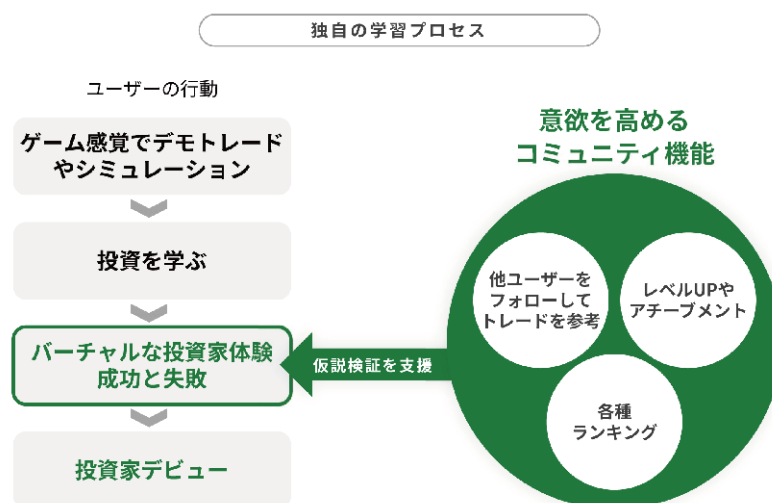 独自の学習プロセス
ユーザーの行動
ゲーム感覚でデモトレード
やシミュレーション
投資を学ぶ
バーチャルな投資家体験
成功と失敗
投資家デビュー
仮説検証を支援
意欲を高める
コミュニティ機能
他ユーザーを
フォローして
トレードを参考
レベルUPや
アチーブメント
各種
ランキング